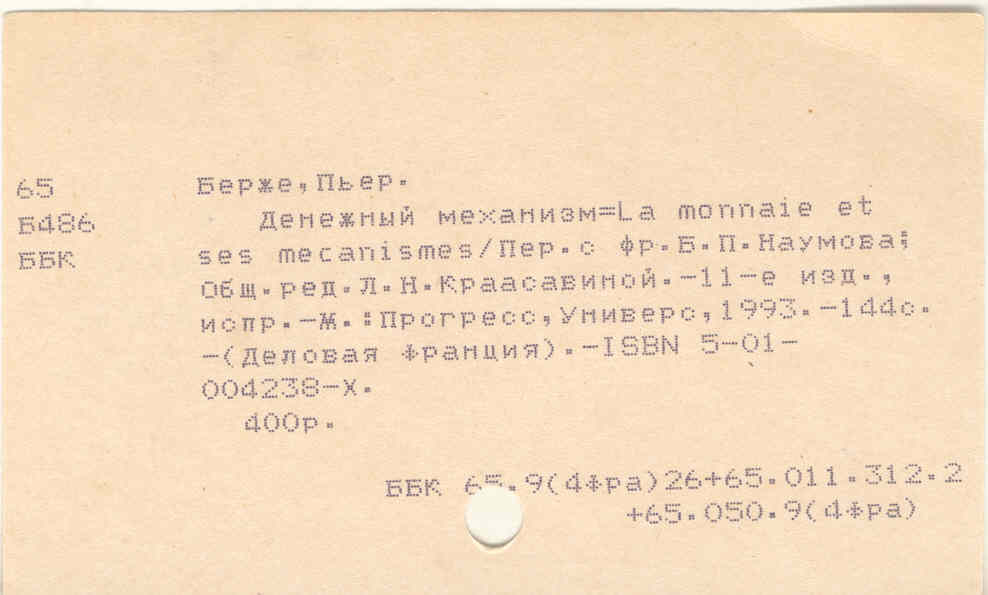 65 Берже,Пьер.
Б486 Денежный механизм=La monnaie et
ББК ses mecanismes/Пер.с фр.Б.П.Наумова;
Общ.ред.Л.Н.Краасавиной.-11-е изд.,
испр.-М.:Прогресс,Универс,1993.-144с.
-(Деловая Франция).-ISBN 5-01-
004238-х.
400р.
ББК 65.9(4Фра)26+65.011.312.2
+65.050.9(4Фра)